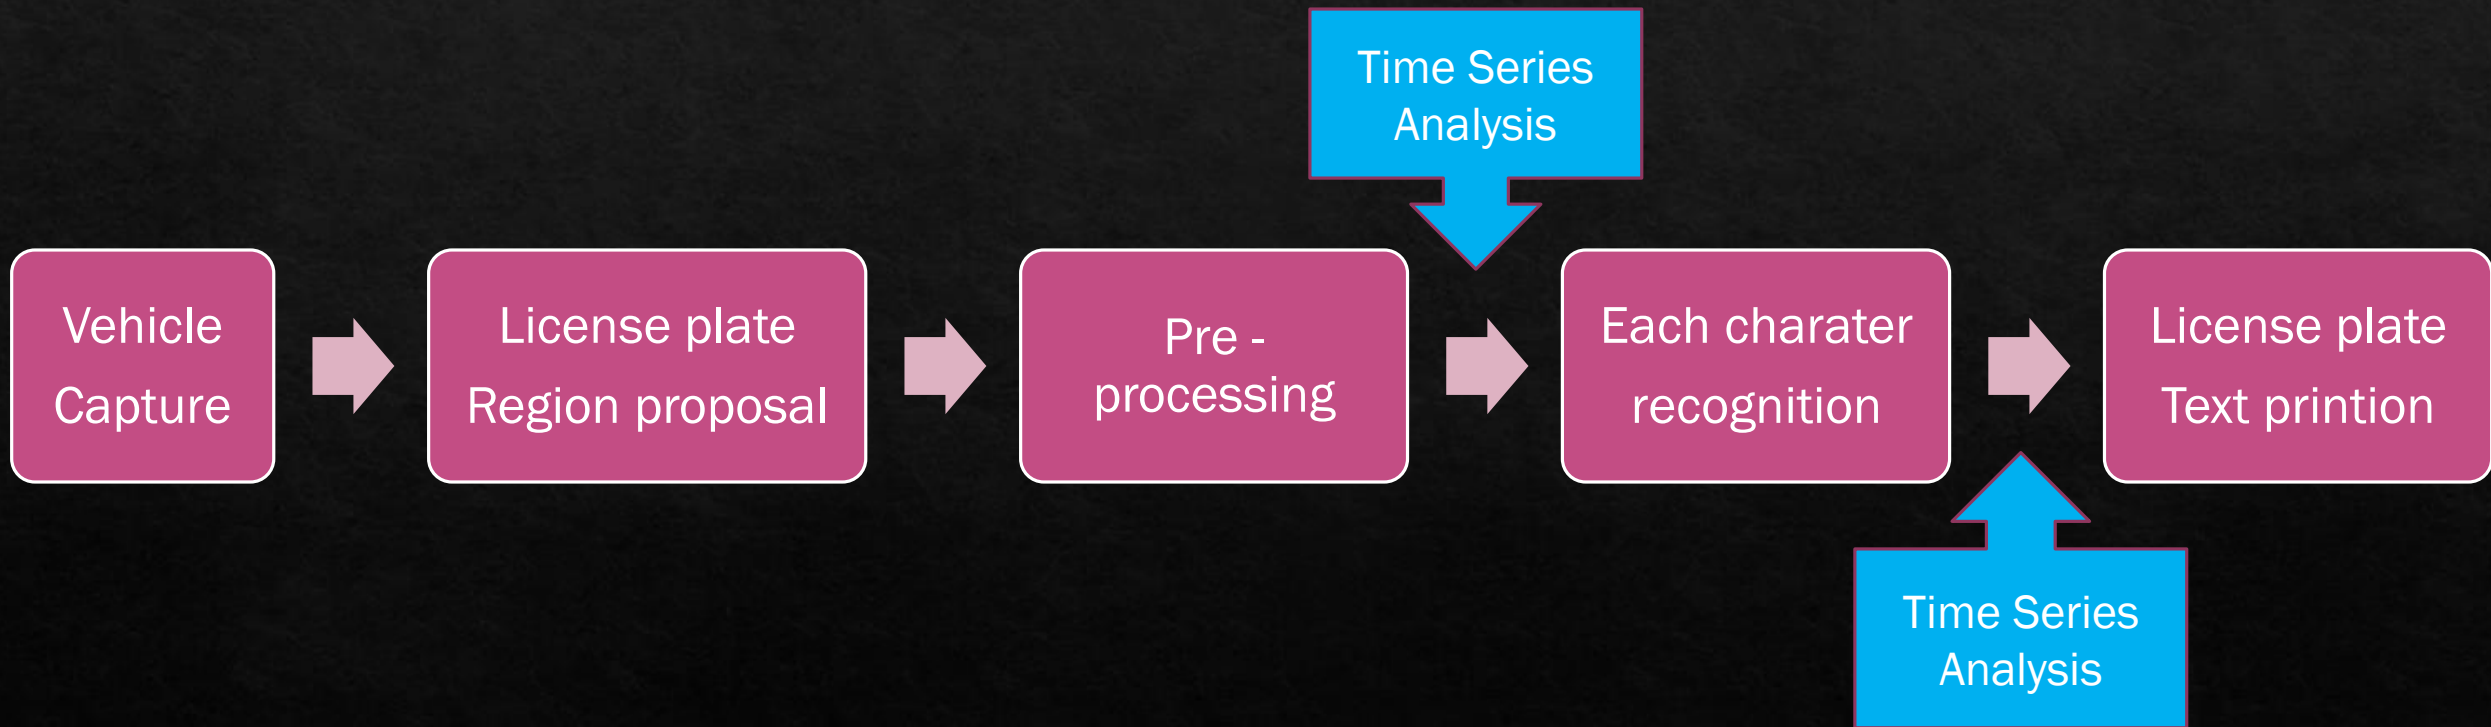 Time Series
Analysis
Vehicle
Capture
License plate
Region proposal
Pre -
processing
Each charater
recognition
License plate
Text printion
Time Series
Analysis